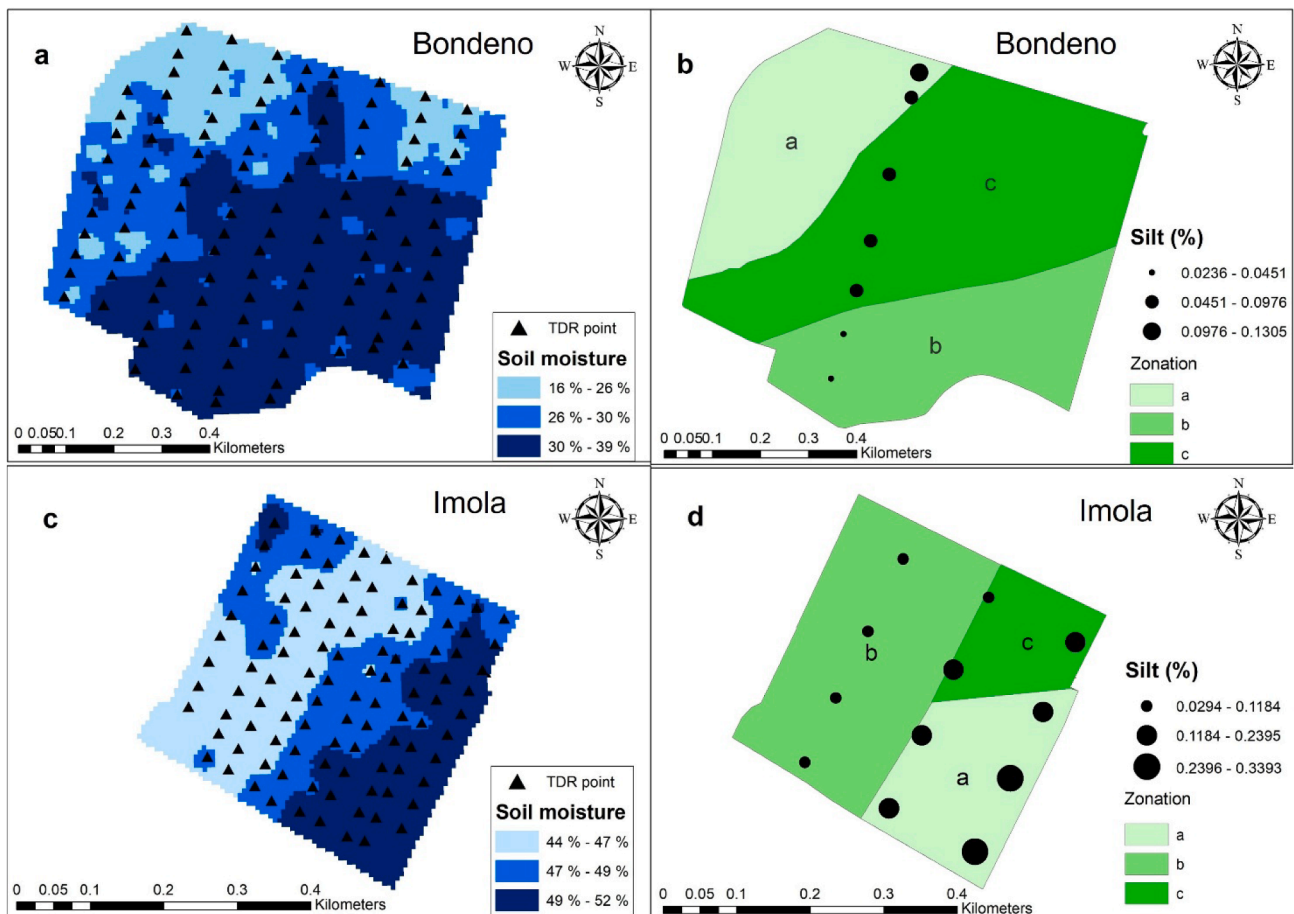 a
Bondeno
N
W E
S
TDR point
Soil moisture
16 % - 26 %
26 % - 30 %
30 % - 39 %
0 0.05 0.1 0.2 0.3 0.4
Kilometers
b
Bondeno
N
W E
S
a
c
b
Silt (%)
0.0236 - 0.0451
0.0451 - 0.0976
0.0976 - 0.1305
Zonation
a
b
c
0 0.05 0.1 0.2 0.3 0.4
Kilometers
c
Imola
N
W E
S
TDR point
Soil moisture
44 % - 47 %
47 % - 49 %
49 % - 52 %
0 0.05 0.1 0.2 0.3 0.4
Kilometers
d
Imola
N
W E
S
b
c
a
Silt (%)
0.0294 - 0.1184
0.1184 - 0.2395
0.2396 - 0.3393
Zonation
a
b
c
0 0.05 0.1 0.2 0.3 0.4
Kilometers